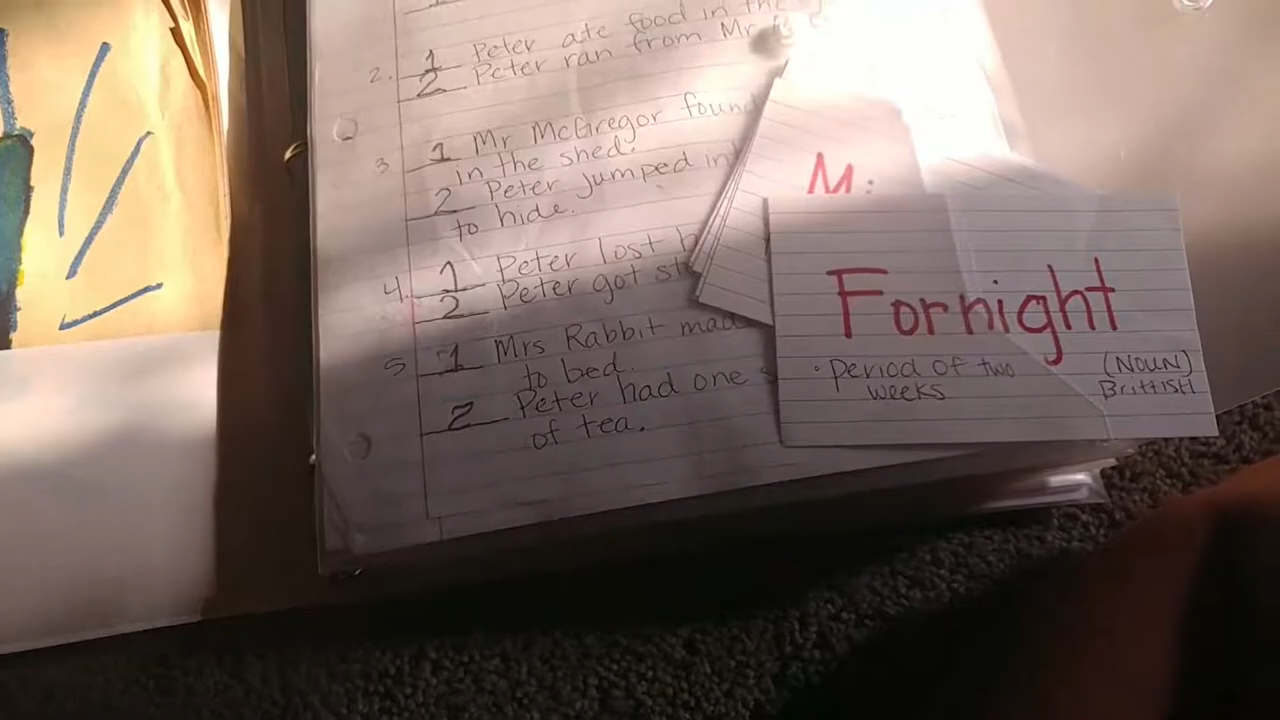 2. 1 Peter ate food in the
2 Peter ran from Mr
3. 1 Mr McGregor found
in the shed.
2 Peter jumped in
to hide.
4. 1 Peter lost h
2 Peter got st
5 1 Mrs Rabbit mad
to bed.
2 Peter had one s
of tea.
M:
Fornight
• Period of two
weeks
(NOUN)
Brittish